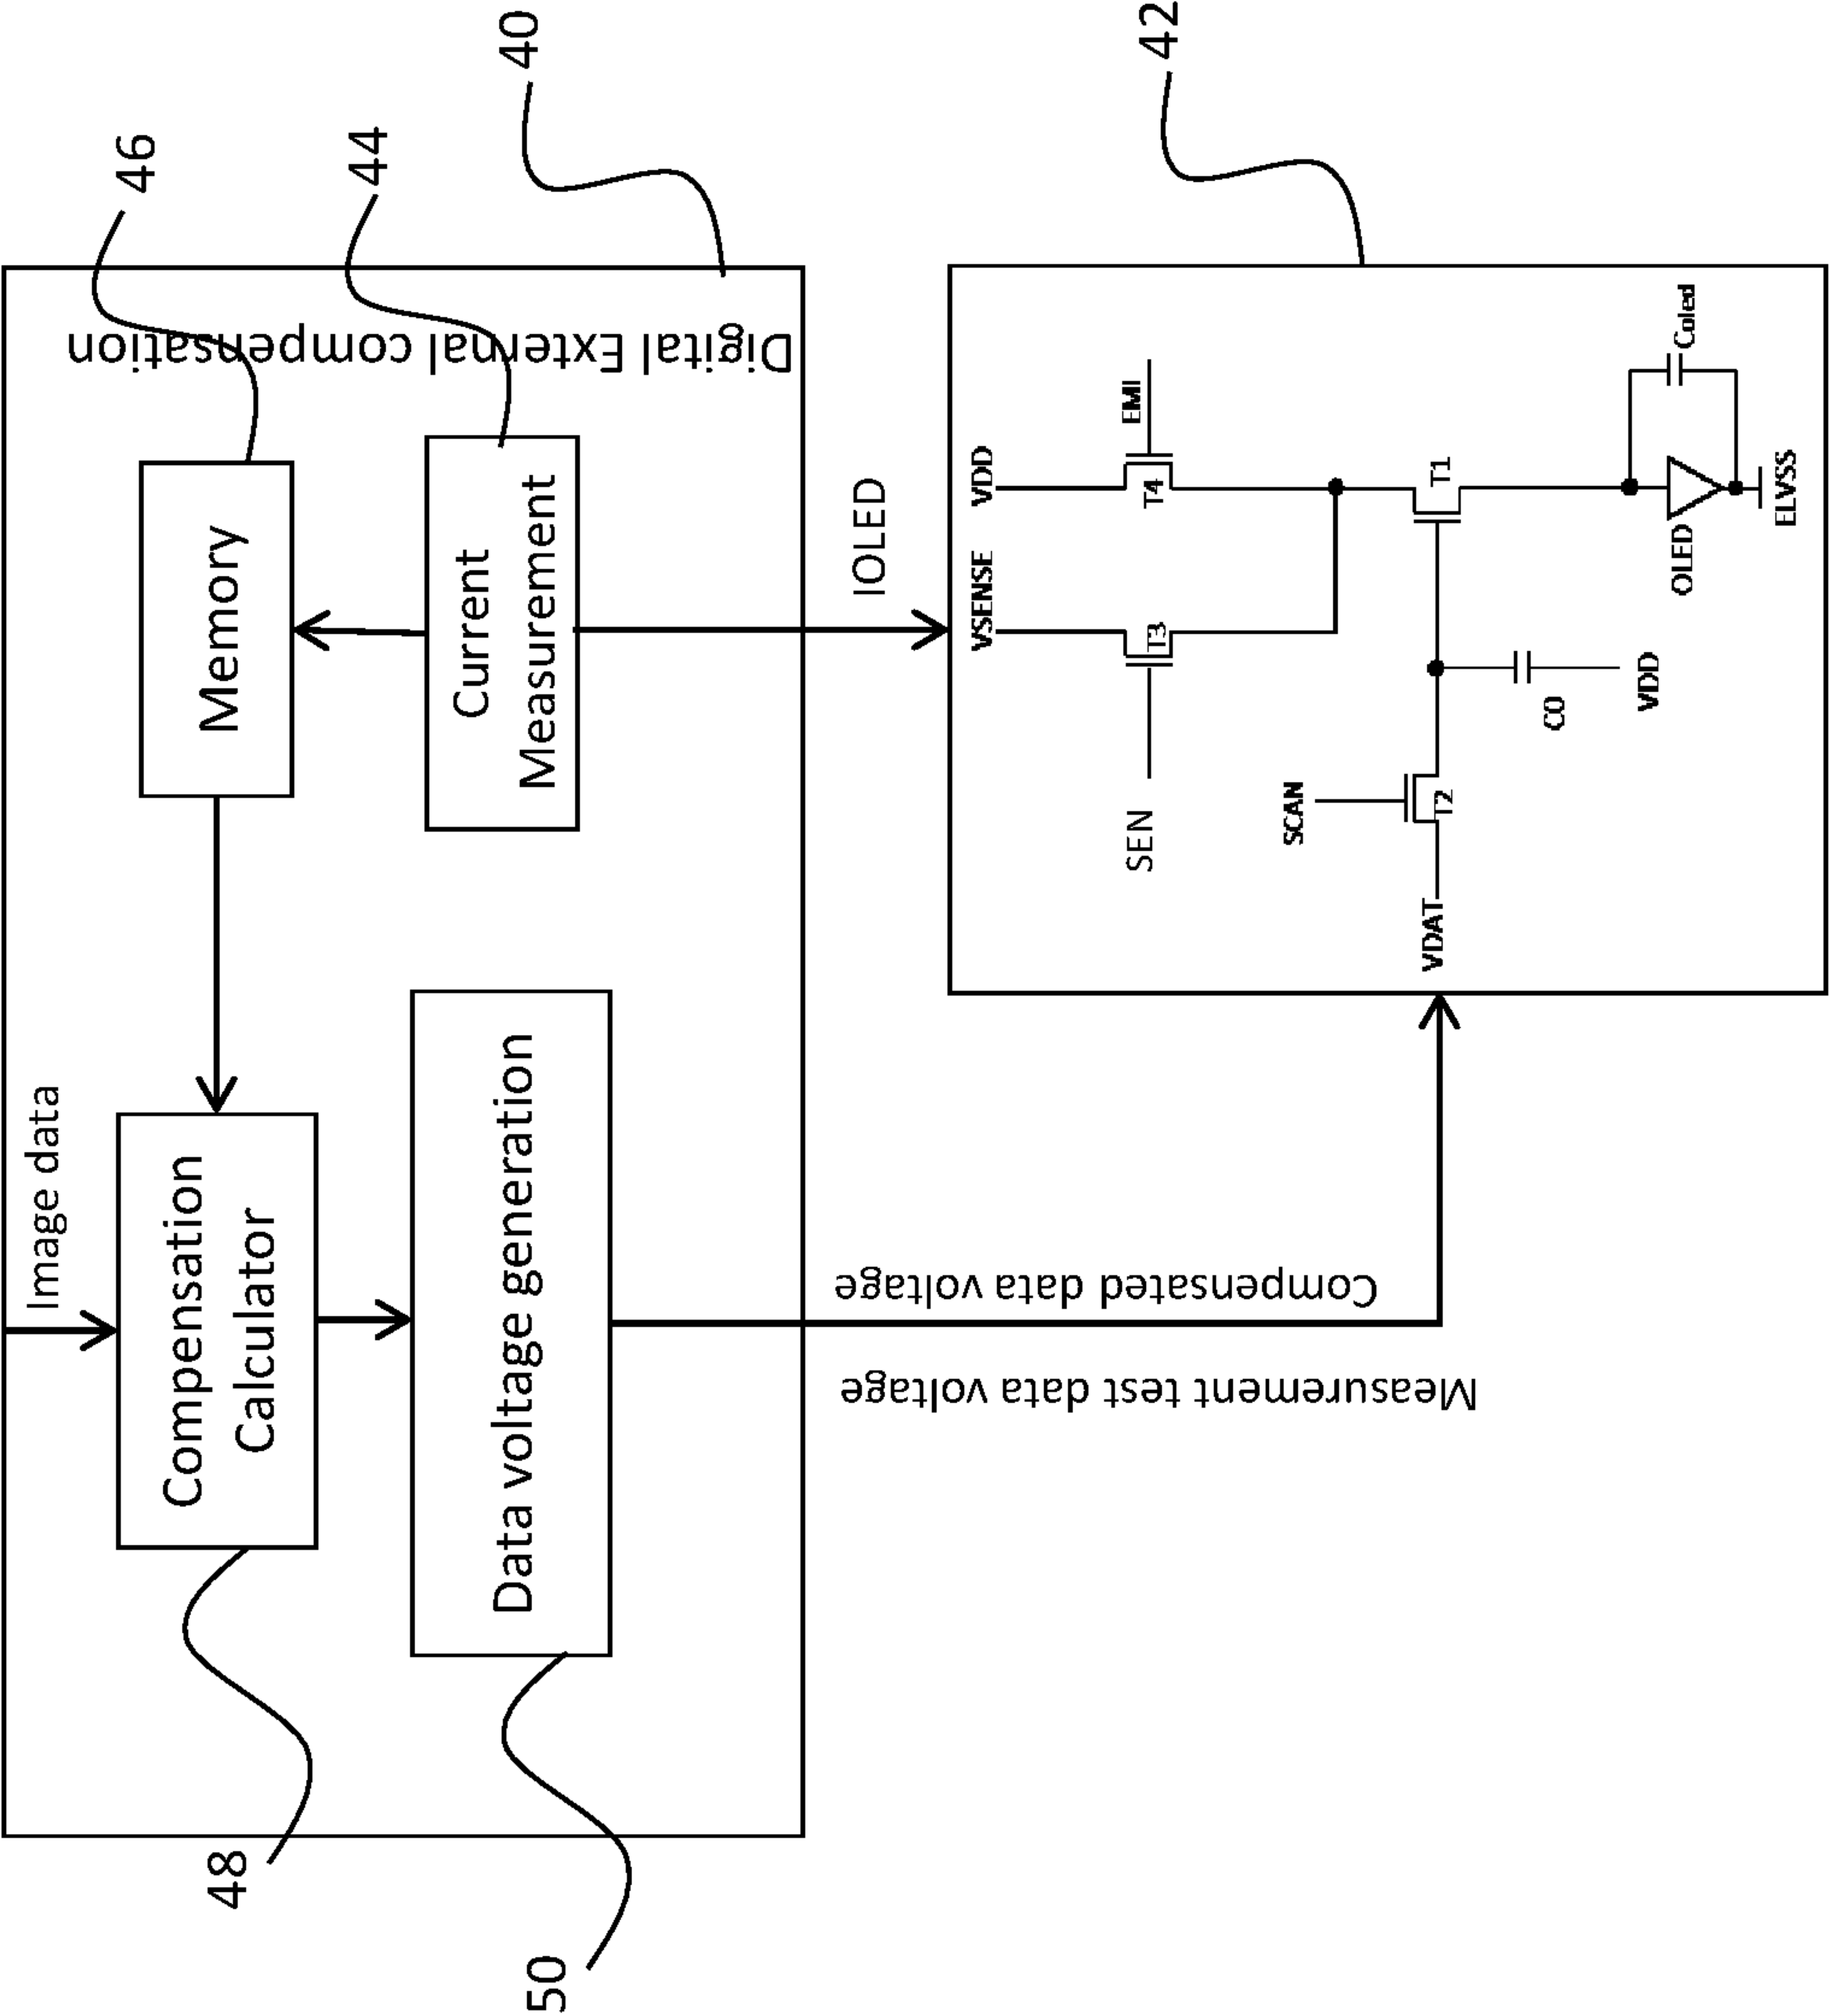 46
44
40
42
Digital External compensation
Memory
Current
Measurement
Image data
Compensation
Calculator
Data voltage generation
48
50
IOLED
Compensated data voltage
Measurement test data voltage
VSENSE
VDD
EMI
T4
T3
SEN
SCAN
T2
VDAT
C0
VDD
T1
OLED
Coled
ELVSS